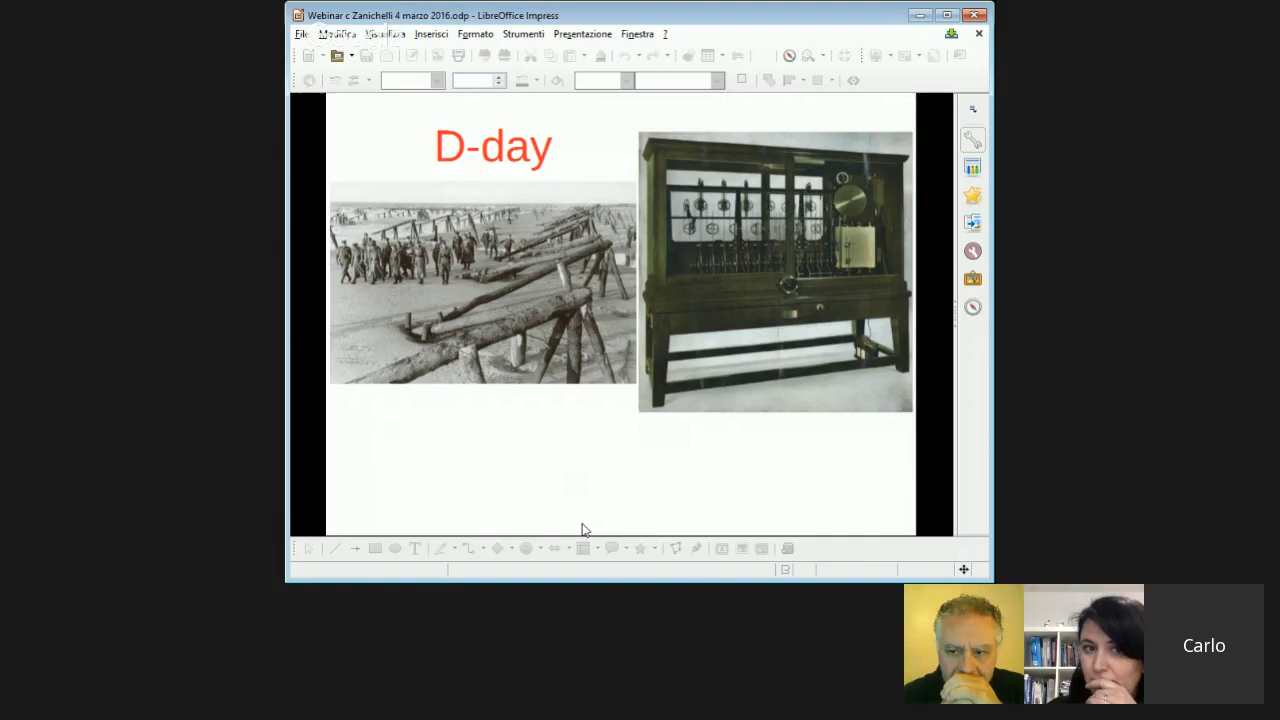 Webinar c Zanichelli 4 marzo 2016.odp - LibreOffice Impress
File Modifica Visualizza Inserisci Formato Strumenti Presentazione Finestra ?
D-day
Carlo